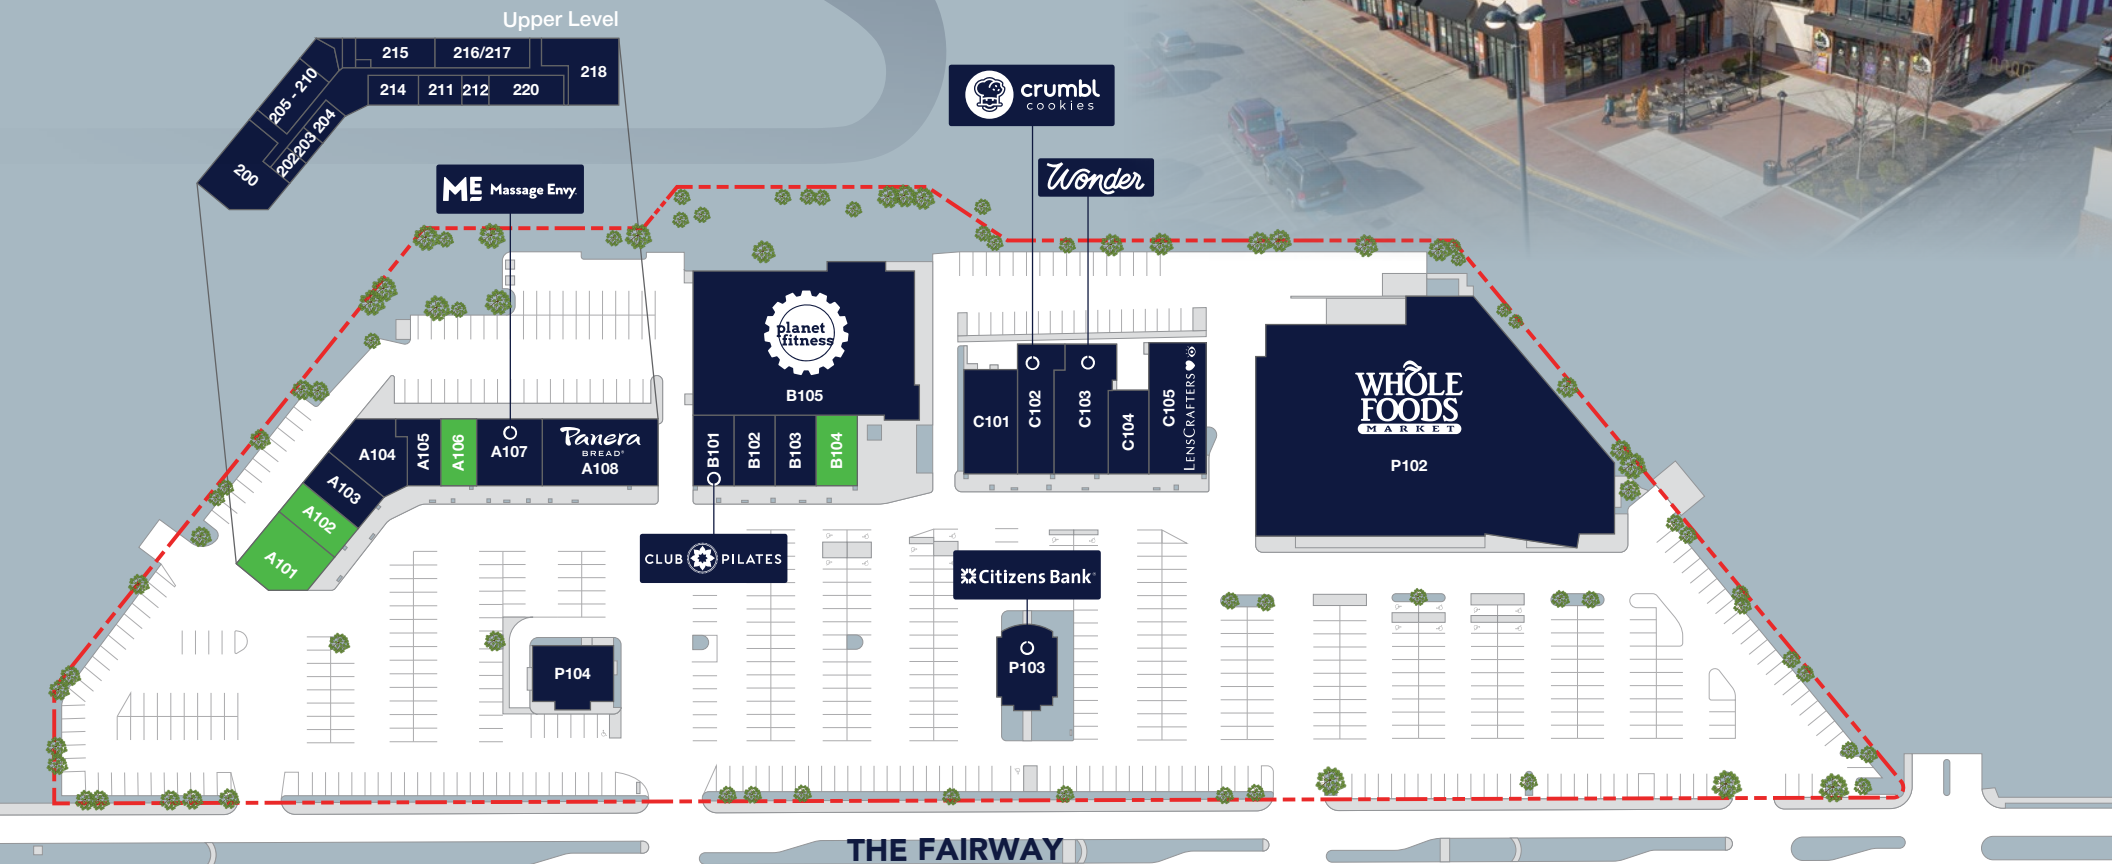 Upper Level
215
216/217
218
214
211
212
220
205 - 210
204
203
202
200
crumbl
cookies
ME Massage Envy
Wonder
planet
fitness
B105
WHOLE
FOODS
MARKET
P102
A101
A102
A103
A104
A105
A106
A107
Panera
BREAD
A108
B101
B102
B103
B104
C101
C102
C103
C104
C105
LENSCRAFTERS
CLUB PILATES
Citizens Bank
P104
P103
THE FAIRWAY